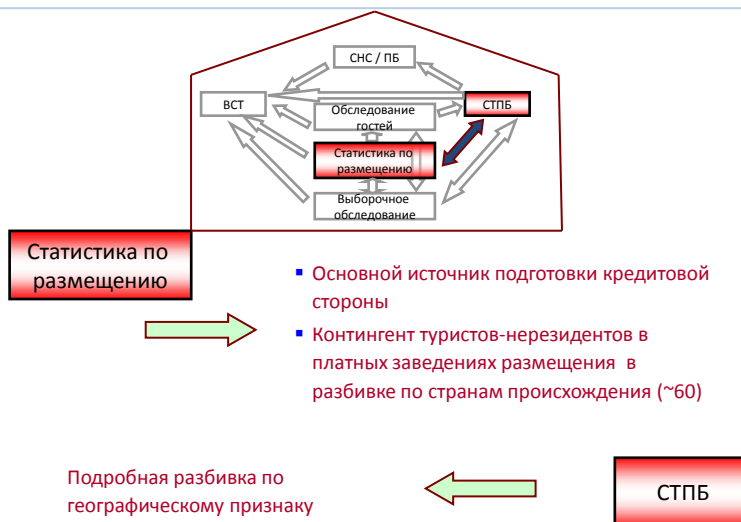 СНС / ПБ
ВСТ
СТПБ
Обследование
гостей
Статистика по
размещению
Выборочное
обследование
Статистика по
размещению
▪ Основной источник подготовки кредитовой
стороны
▪ Контингент туристов-нерезидентов в
платных заведениях размещения в
разбивке по странам происхождения (~60)
Подробная разбивка по
географическому признаку
СТПБ